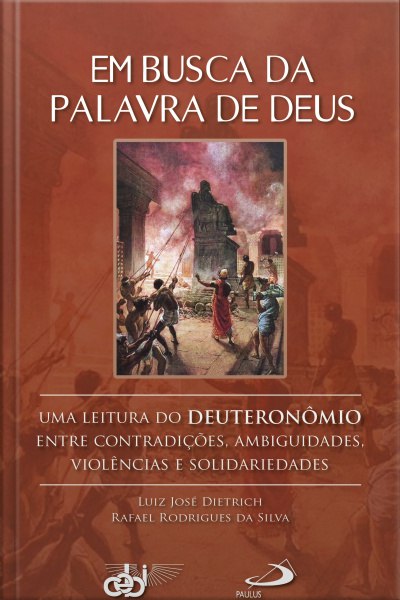 EM BUSCA DA
PALAVRA DE DEUS
UMA LEITURA DO DEUTERONÔMIO
ENTRE CONTRADIÇÕES, AMBIGUIDADES,
VIOLÊNCIAS E SOLIDARIEDADES
LUIZ JOSÉ DIETRICH
RAFAEL RODRIGUES DA SILVA
cebi
PAULUS